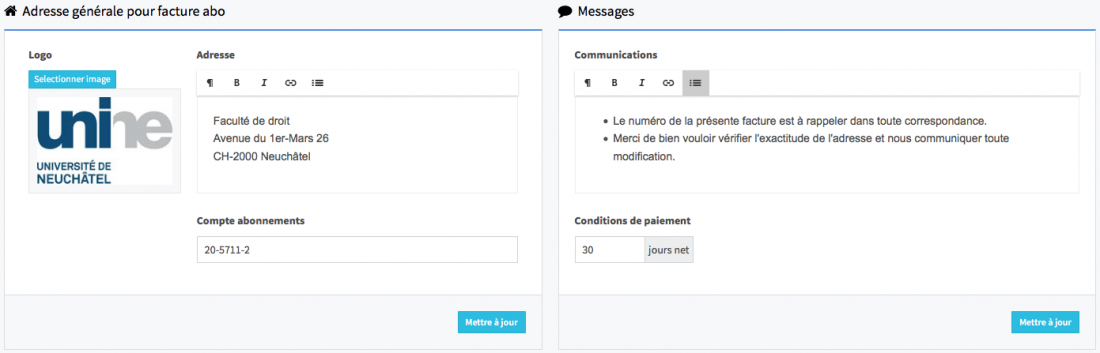 Adresse générale pour facture abo
Logo
Selectionner image
unine
UNIVERSITÉ DE
NEUCHÂTEL
Adresse
¶ B I
Faculté de droit
Avenue du 1er-Mars 26
CH-2000 Neuchâtel
Compte abonnements
20-5711-2
Mettre à jour
Messages
Communications
¶ B I
• Le numéro de la présente facture est à rappeler dans toute correspondance.
• Merci de bien vouloir vérifier l'exactitude de l'adresse et nous communiquer toute
modification.
Conditions de paiement
30 jours net
Mettre à jour